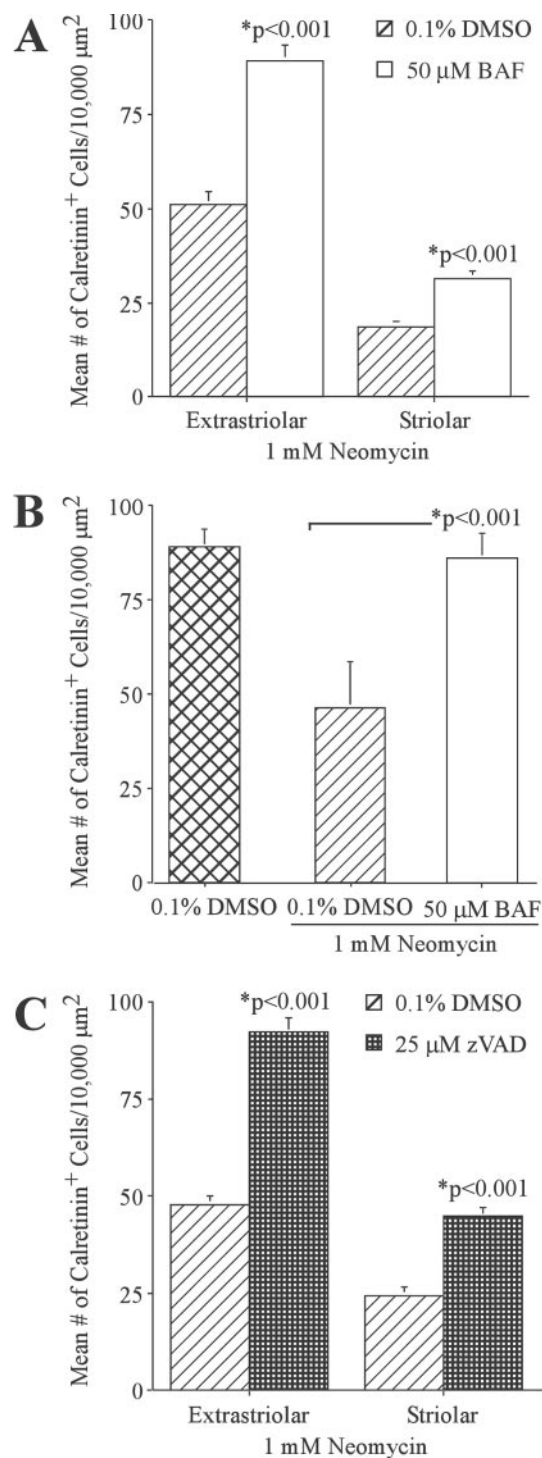 A
*p<0.001
0.1% DMSO
50 μM BAF
Mean # of Calretinin⁺ Cells/10,000 μm²
100
75
50
25
0
*p<0.001
Extrastriolar
Striolar
1 mM Neomycin
B
Mean # of Calretinin⁺ Cells/10,000 μm²
100
75
50
25
0
*p<0.001
0.1% DMSO
0.1% DMSO
50 μM BAF
1 mM Neomycin
C
Mean # of Calretinin⁺ Cells/10,000 μm²
100
75
50
25
0
*p<0.001
0.1% DMSO
25 μM zVAD
*p<0.001
Extrastriolar
Striolar
1 mM Neomycin